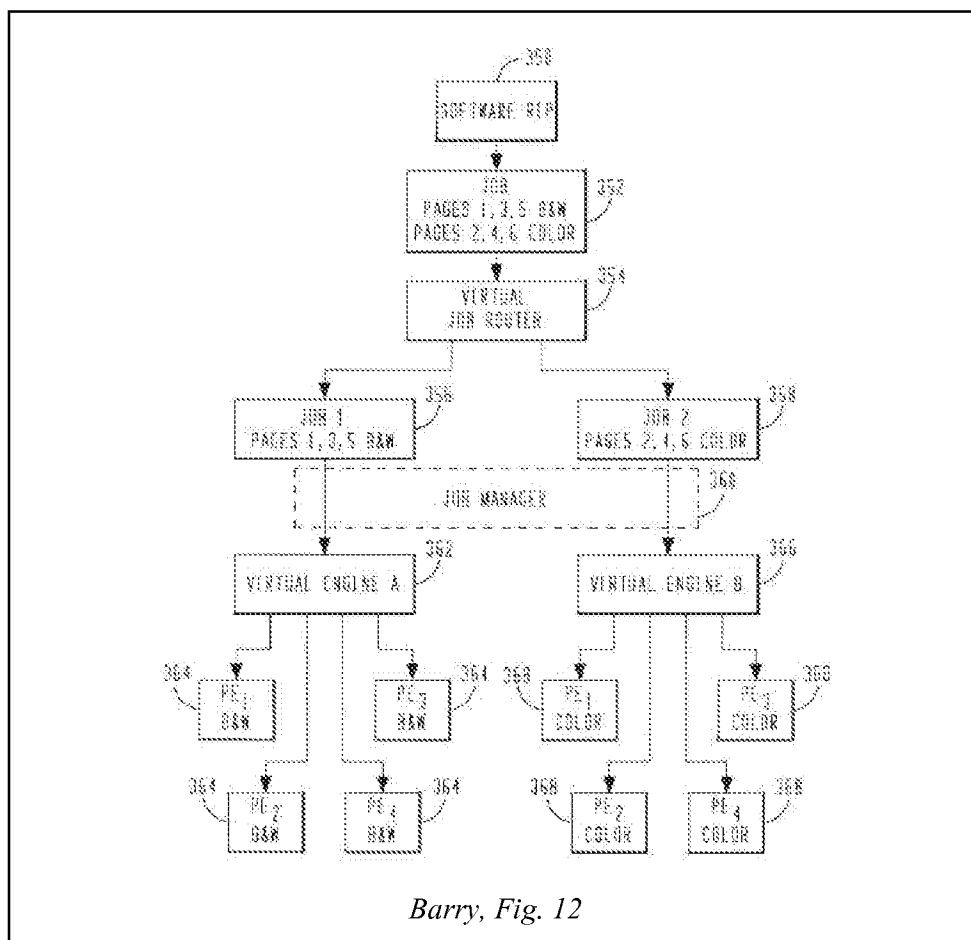 350
SOFTWARE RIP
JOB
PAGES 1,3,5 B&W
PAGES 2,4,6 COLOR
352
354
VIRTUAL
JOB ROUTER
356
JOB 1
PAGES 1,3,5 B&W
358
JOB 2
PAGES 2,4,6 COLOR
360
JOB MANAGER
362
VIRTUAL ENGINE A
366
VIRTUAL ENGINE B
364
PE1
B&W
364
PE3
B&W
368
PE1
COLOR
368
PE3
COLOR
364
PE2
B&W
364
PE4
B&W
368
PE2
COLOR
368
PE4
COLOR
Barry, Fig. 12